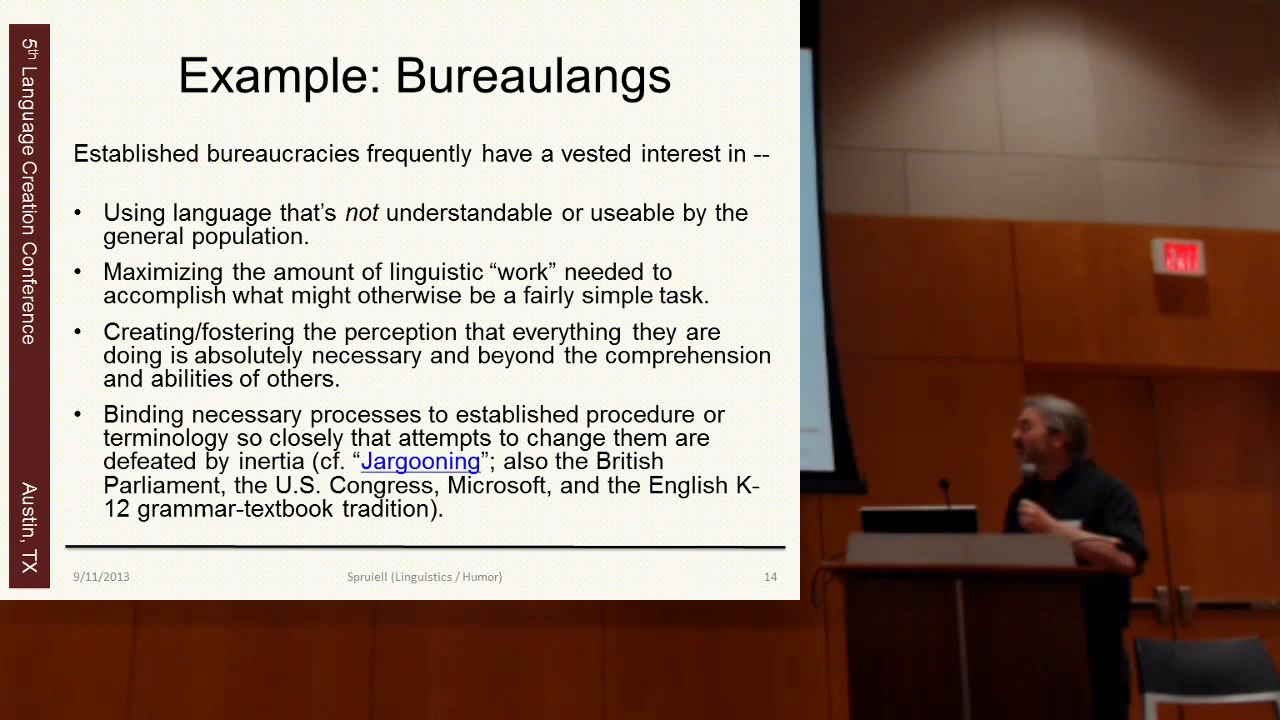 5th Language Creation Conference
Austin, TX
Example: Bureaulangs
Established bureaucracies frequently have a vested interest in --
• Using language that's not understandable or useable by the
general population.
• Maximizing the amount of linguistic “work” needed to
accomplish what might otherwise be a fairly simple task.
• Creating/fostering the perception that everything they are
doing is absolutely necessary and beyond the comprehension
and abilities of others.
• Binding necessary processes to established procedure or
terminology so closely that attempts to change them are
defeated by inertia (cf. “Jargooning”; also the British
Parliament, the U.S. Congress, Microsoft, and the English K-
12 grammar-textbook tradition).
9/11/2013
Spruiell (Linguistics / Humor)
14
EXIT